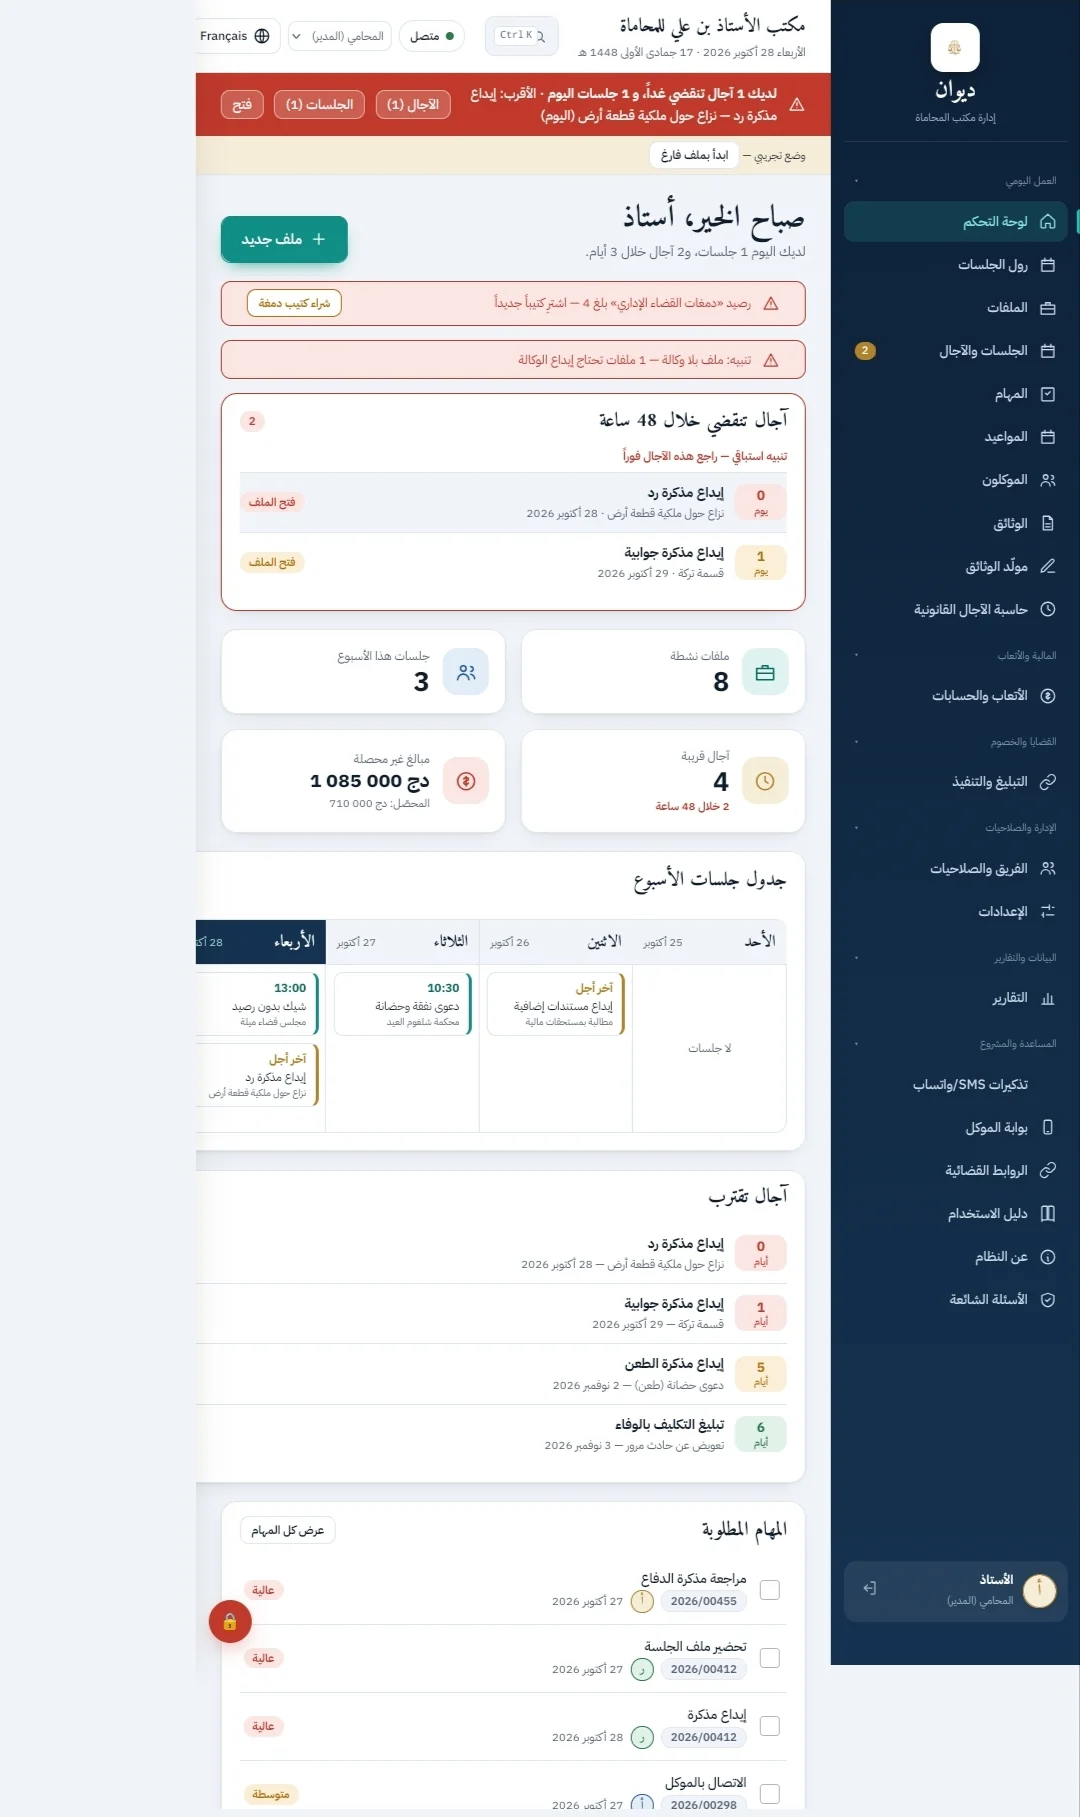 ديوان
إدارة مكتب المحاماة
العمل اليومي
لوحة التحكم
رول الجلسات
الملفات
الجلسات والآجال
2
المهام
المواعيد
الموكلون
الوثائق
مولّد الوثائق
حاسبة الآجال القانونية
المالية والأتعاب
الأتعاب والحسابات
القضايا والخصوم
التبليغ والتنفيذ
الإدارة والصلاحيات
الفريق والصلاحيات
الإعدادات
البيانات والتقارير
التقارير
المساعدة والمشروع
تذكيرات SMS/واتساب
بوابة الموكل
الروابط القضائية
دليل الاستخدام
عن النظام
الأسئلة الشائعة
أ
الأستاذ
المحامي (المدير)
مكتب الأستاذ بن علي للمحاماة
الأربعاء 28 أكتوبر 2026 · 17 جمادى الأولى 1448 هـ
Ctrl K
متصل
المحامي (المدير)
Français
لديك 1 آجال تنقضي غداً، و 1 جلسات اليوم · الأقرب: إيداع
مذكرة رد — نزاع حول ملكية قطعة أرض (اليوم)
الآجال (1)
الجلسات (1)
فتح
وضع تجريبي —
ابدأ بملف فارغ
صباح الخير، أستاذ
لديك اليوم 1 جلسات، و2 آجال خلال 3 أيام.
ملف جديد
رصيد «دمغات القضاء الإداري» بلغ 4 — اشترِ كتيباً جديداً
شراء كتيب دمغة
تنبيه: ملف بلا وكالة — 1 ملفات تحتاج إيداع الوكالة
آجال تنقضي خلال 48 ساعة
2
تنبيه استباقي — راجع هذه الآجال فوراً
0
يوم
إيداع مذكرة رد
نزاع حول ملكية قطعة أرض · 28 أكتوبر 2026
فتح الملف
1
يوم
إيداع مذكرة جوابية
قسمة تركة · 29 أكتوبر 2026
فتح الملف
ملفات نشطة
8
جلسات هذا الأسبوع
3
آجال قريبة
4
2 خلال 48 ساعة
مبالغ غير محصلة
1 085 000 دج
المحصّل: دج 000 710
جدول جلسات الأسبوع
الأحد
25 أكتوبر
الاثنين
26 أكتوبر
الثلاثاء
27 أكتوبر
الأربعاء
28 أكت
لا جلسات
آخر أجل
إيداع مستندات إضافية
مطالبة بمستحقات مالية
10:30
دعوى نفقة وحضانة
محكمة شلغوم العيد
13:00
شيك بدون رصيد
مجلس قضاء ميلة
آخر أجل
إيداع مذكرة رد
نزاع حول ملكية قطعة أرض
آجال تقترب
0
أيام
إيداع مذكرة رد
نزاع حول ملكية قطعة أرض — 28 أكتوبر 2026
1
أيام
إيداع مذكرة جوابية
قسمة تركة — 29 أكتوبر 2026
5
أيام
إيداع مذكرة الطعن
دعوى حضانة (طعن) — 2 نوفمبر 2026
6
أيام
تبليغ التكليف بالوفاء
تعويض عن حادث مرور — 3 نوفمبر 2026
المهام المطلوبة
عرض كل المهام
مراجعة مذكرة الدفاع
2026/00455
أ
27 أكتوبر 2026
عالية
تحضير ملف الجلسة
2026/00412
ر
27 أكتوبر 2026
عالية
إيداع مذكرة
2026/00412
ر
28 أكتوبر 2026
عالية
الاتصال بالموكل
2026/00298
أ
27 أكتوبر 2026
متوسطة